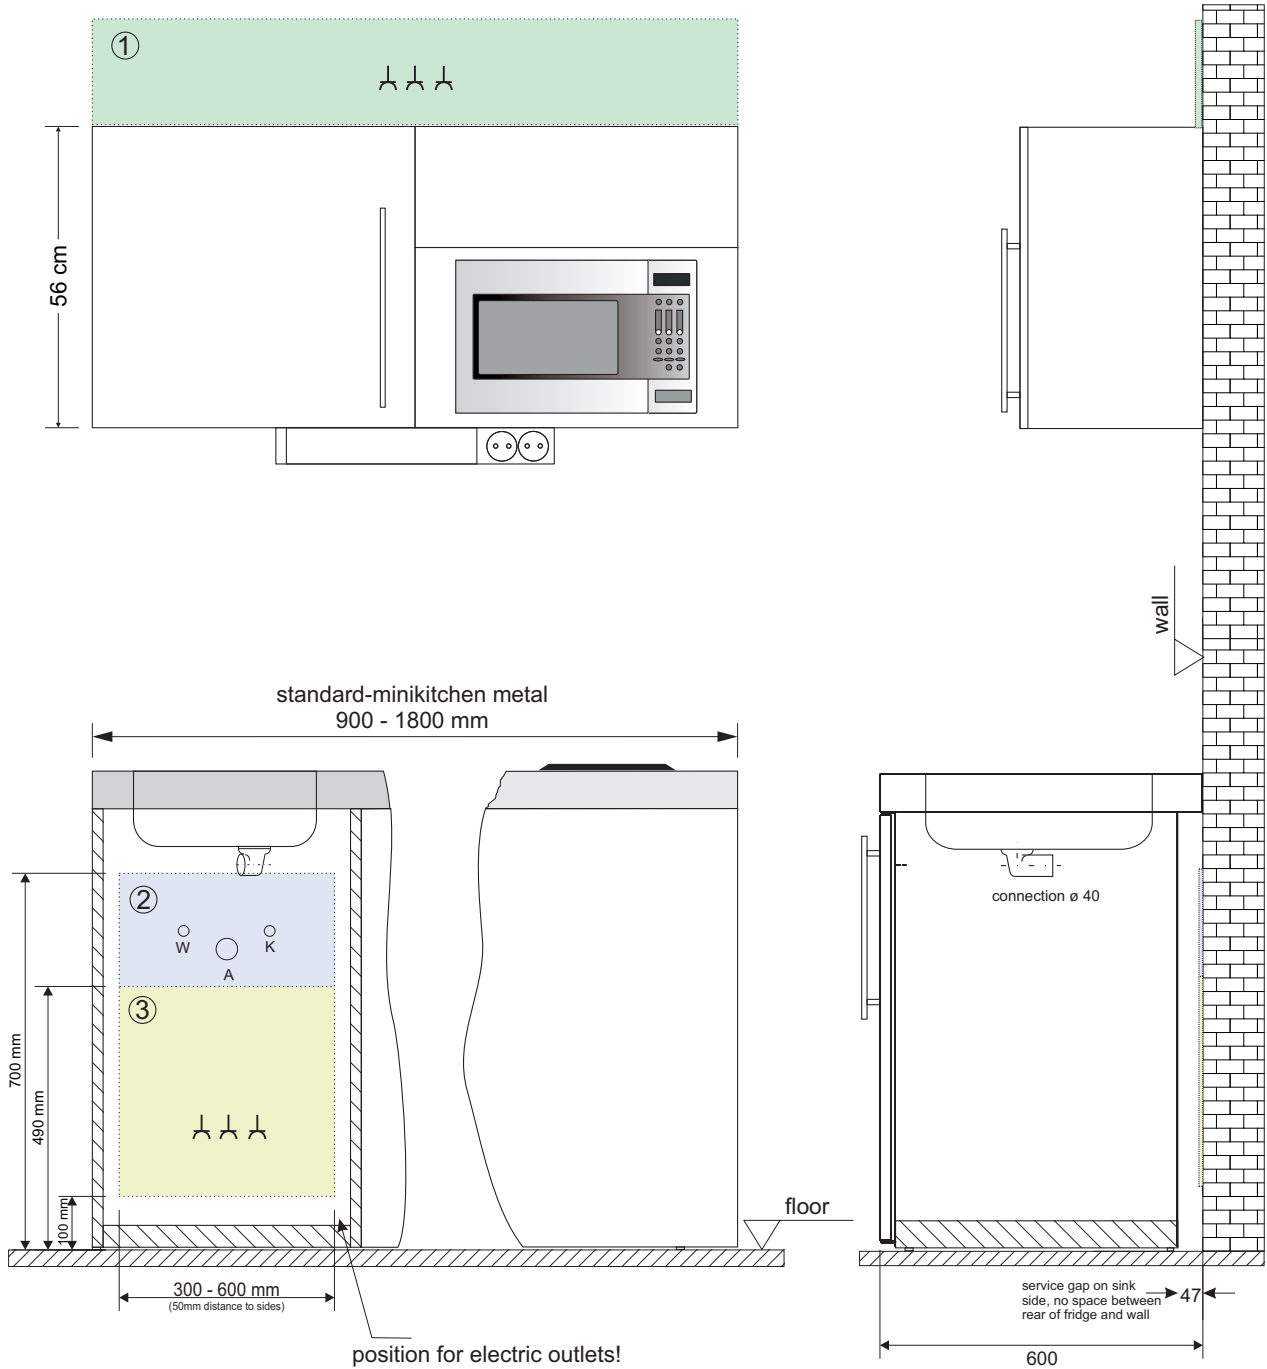 1
56 cm
wall
standard-minikitchen metal
900 - 1800 mm
connection ø 40
2
W
K
A
3
700 mm
490 mm
100 mm
floor
300 - 600 mm
(50mm distance to sides)
position for electric outlets!
service gap on sink
side, no space between
rear of fridge and wall
47
600